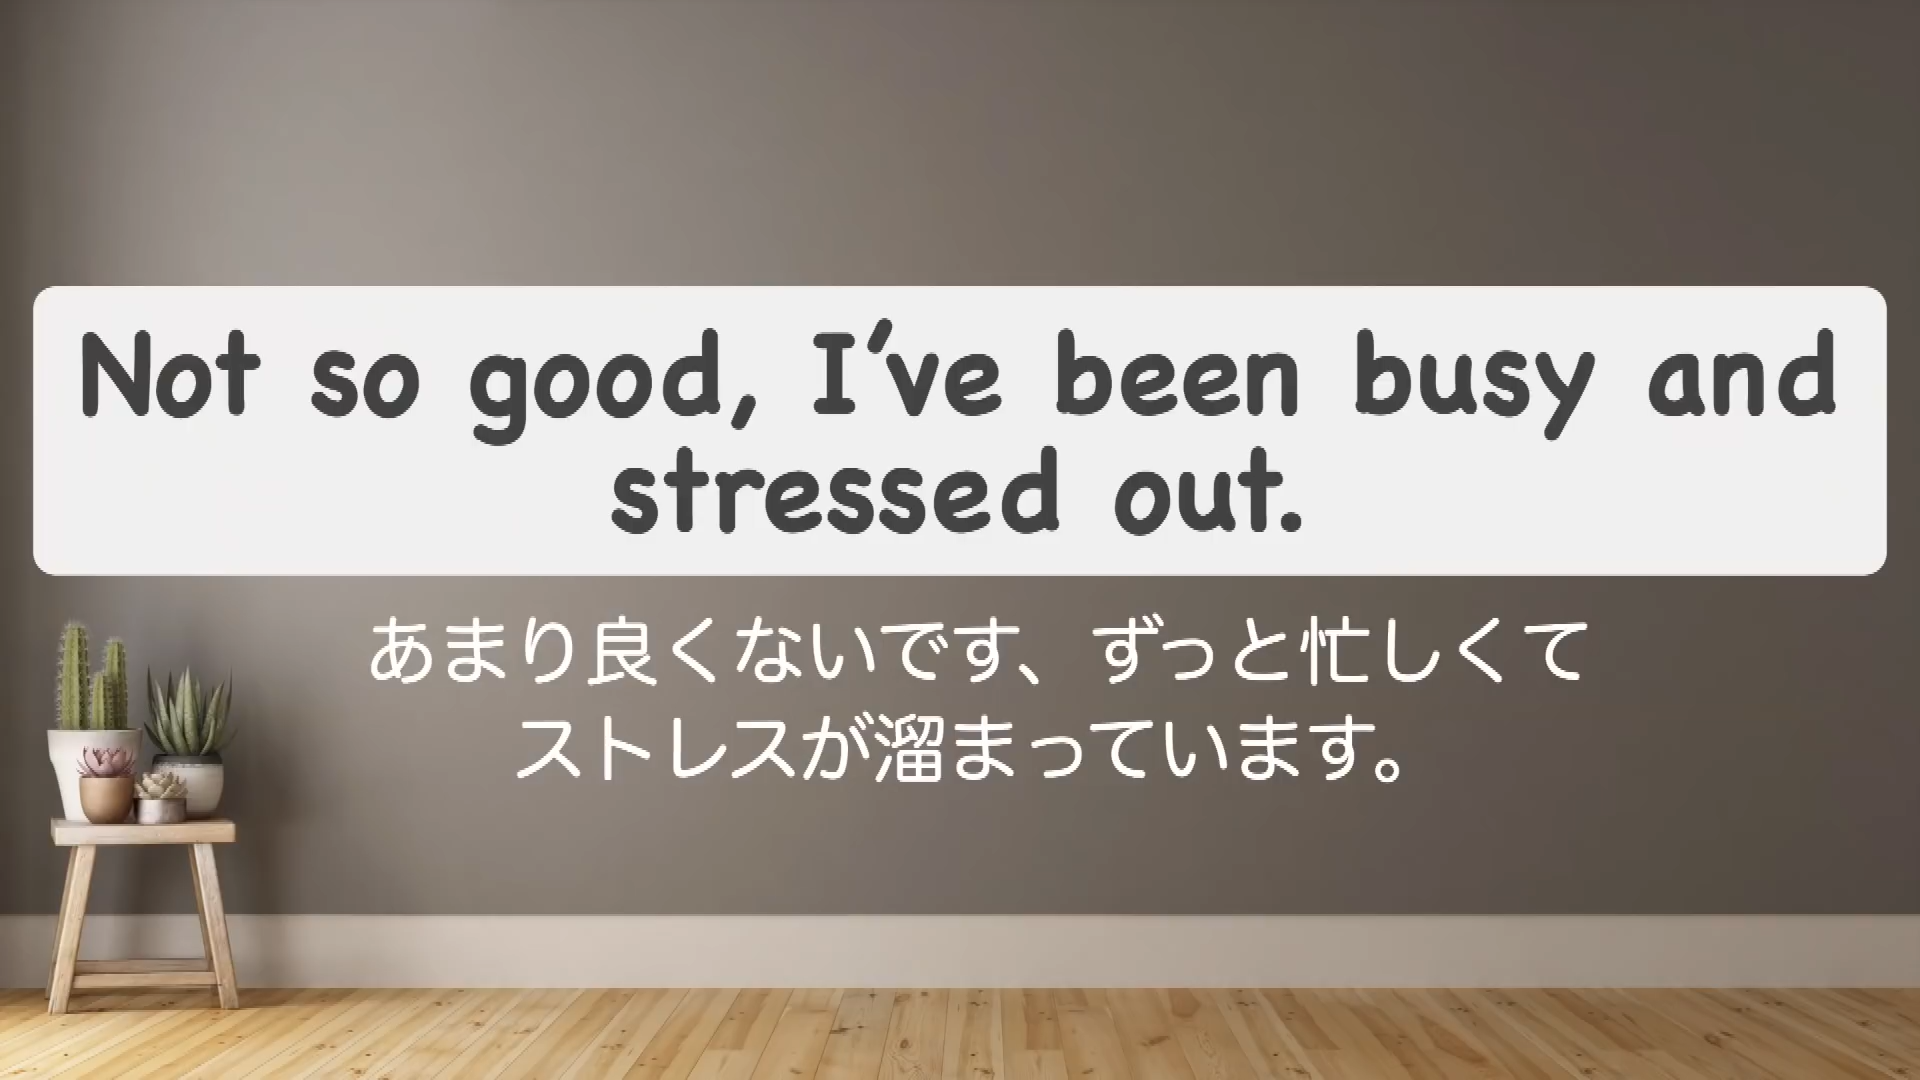 Not so good, I've been busy and
stressed out.
あまり良くないです、ずっと忙しくて
ストレスが溜まっています。